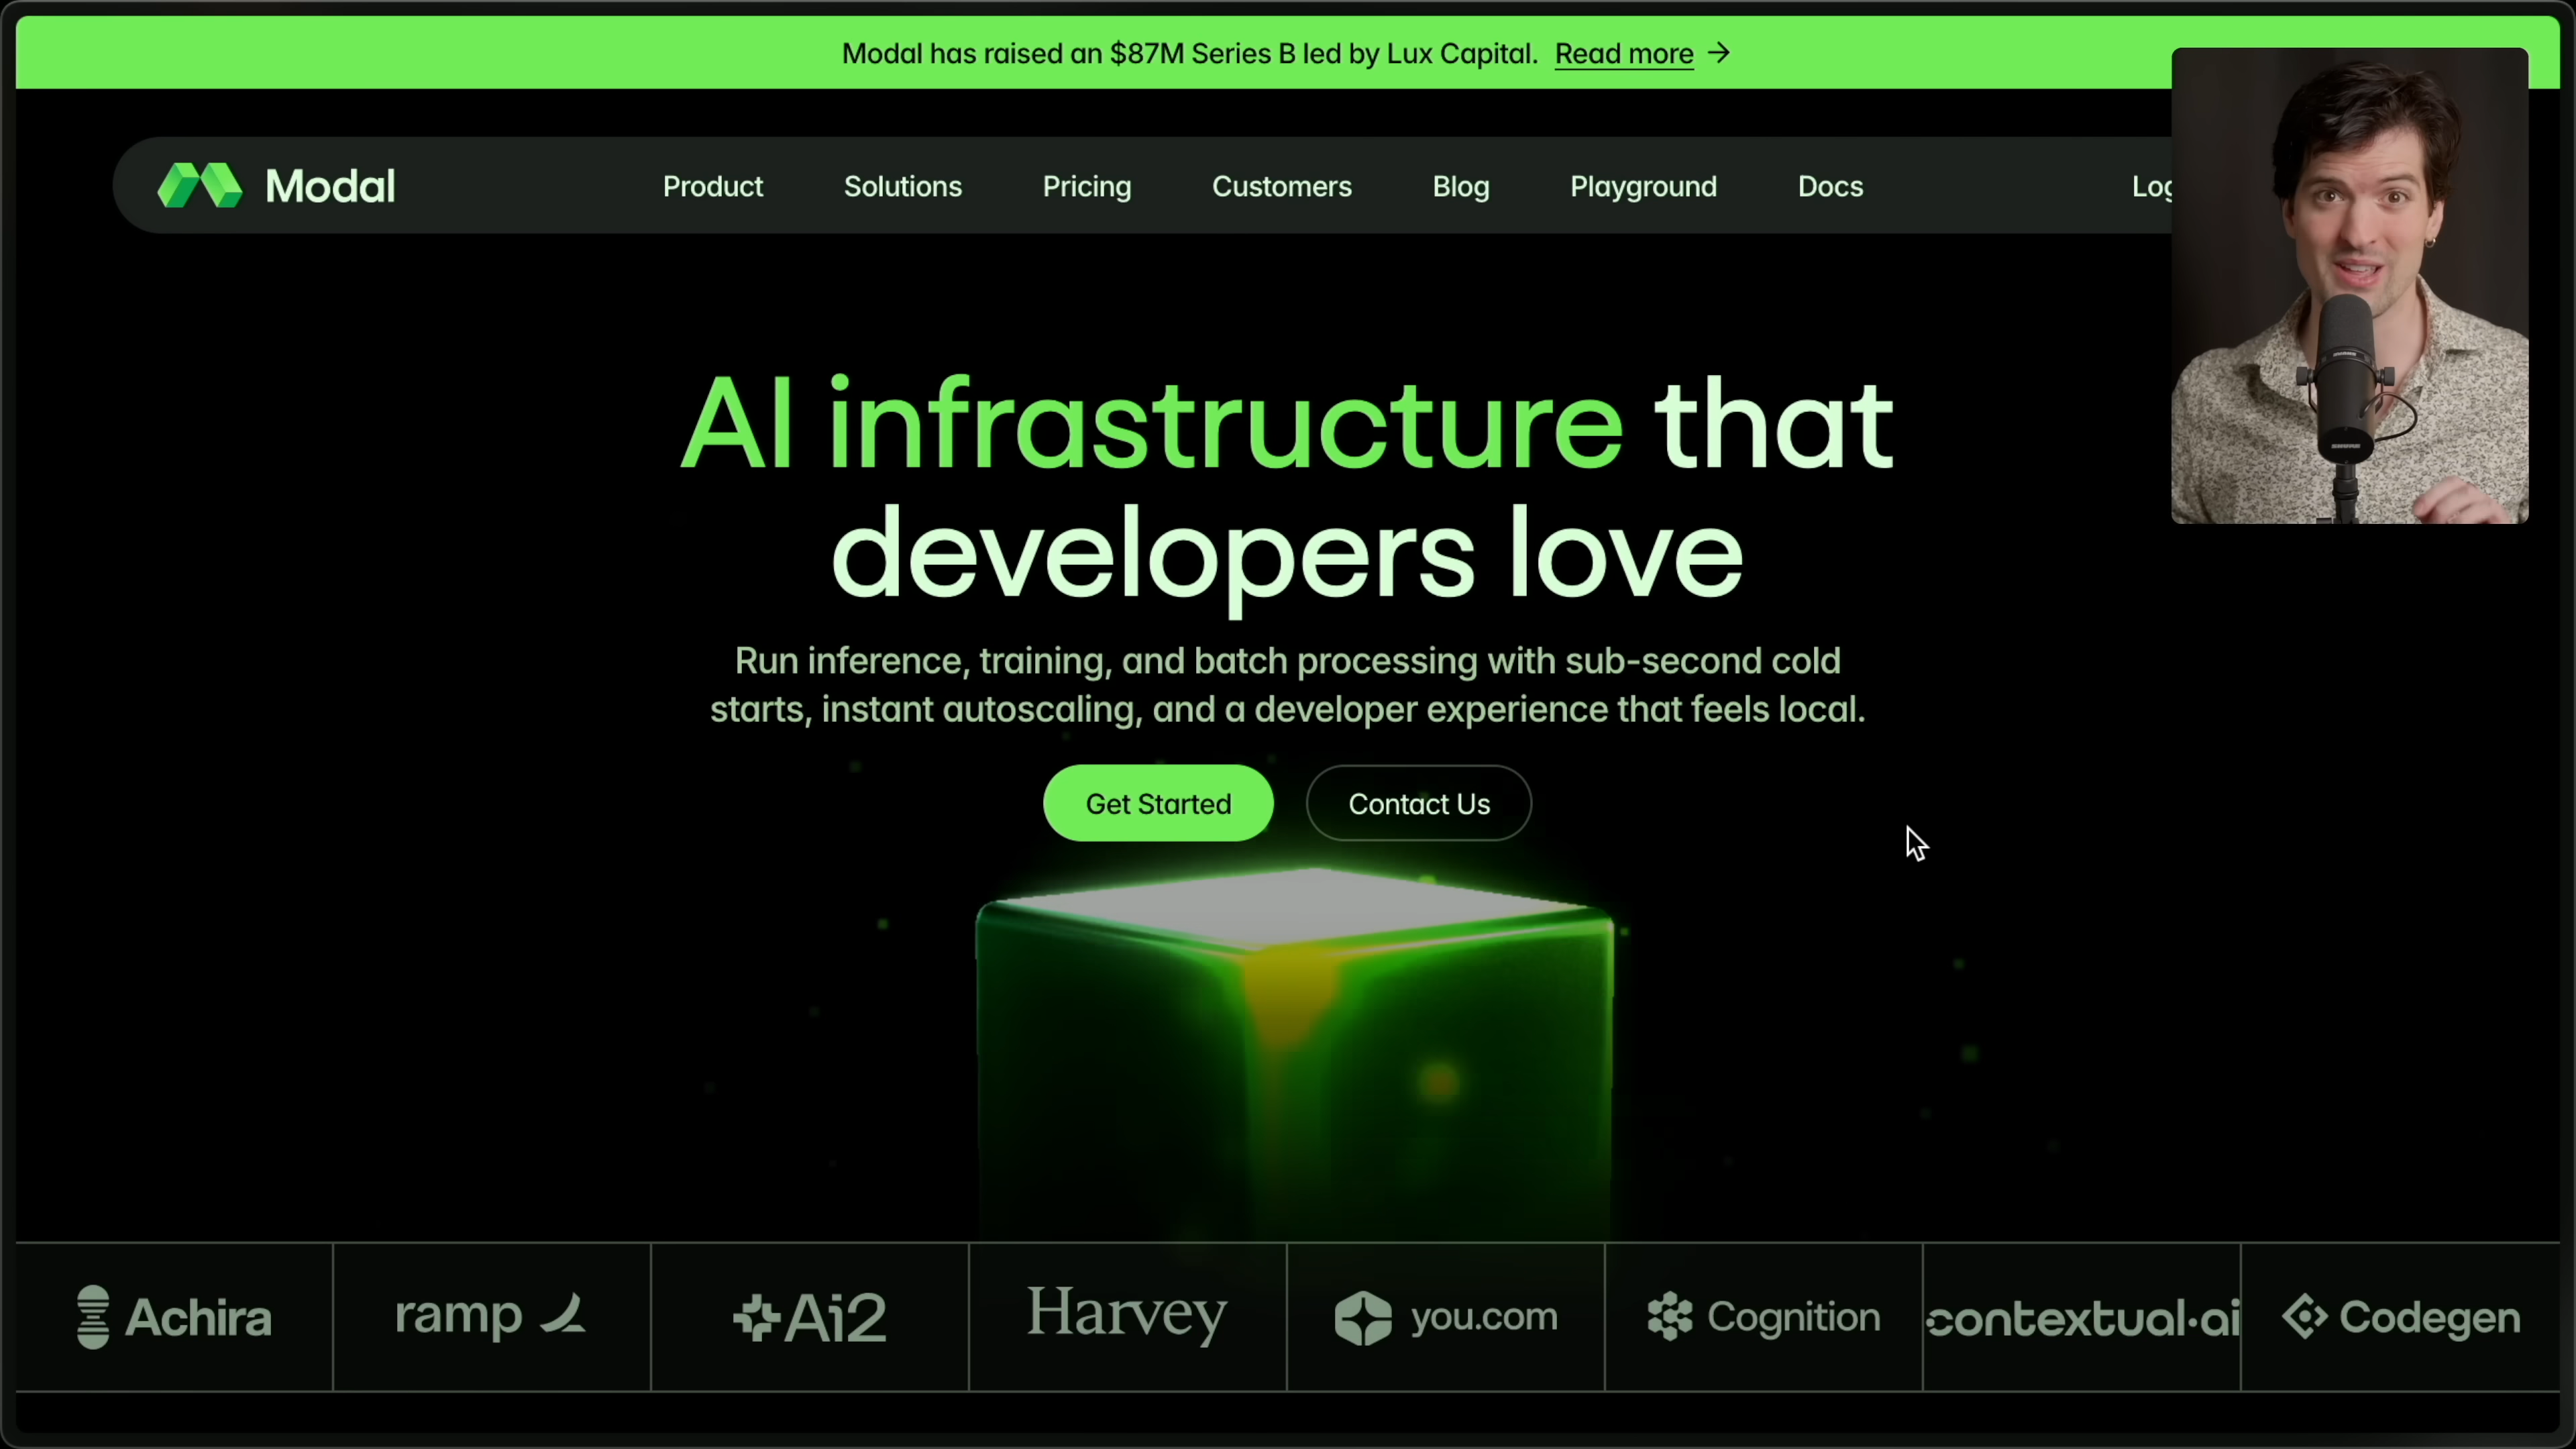 Modal has raised an $87M Series B led by Lux Capital. Read more →
Modal
Product Solutions Pricing Customers Blog Playground Docs
AI infrastructure that
developers love
Run inference, training, and batch processing with sub-second cold
starts, instant autoscaling, and a developer experience that feels local.
Get Started Contact Us
Achira ramp Ai2 Harvey you.com Cognition contextual·ai Codegen